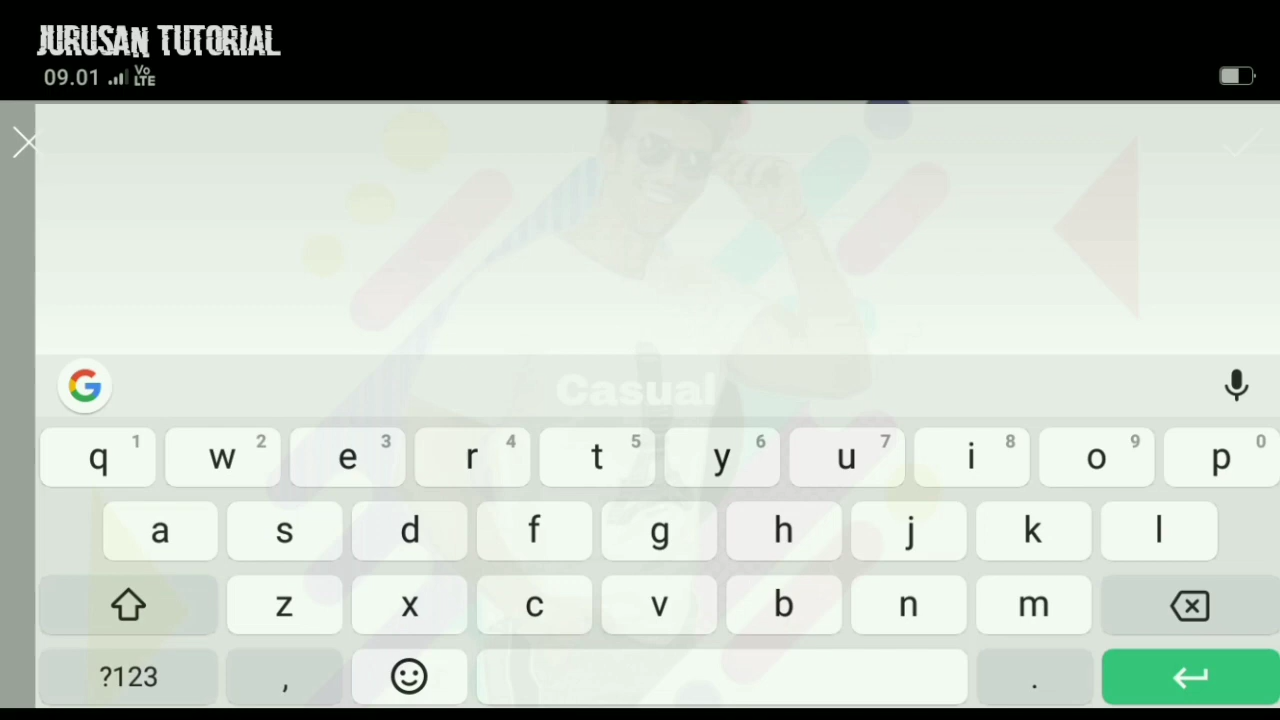 JURUSAN TUTORIAL
09.01 Vo LTE
Casual
q 1 w 2 e 3 r 4 t 5 y 6 u 7 i 8 o 9 p 0
a s d f g h j k l
z x c v b n m
?123 , .